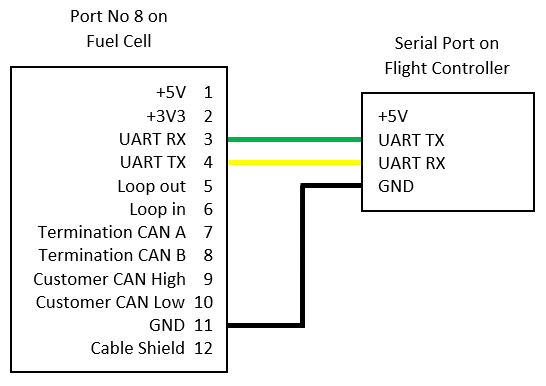 Port No 8 on
Fuel Cell
+5V 1
+3V3 2
UART RX 3
UART TX 4
Loop out 5
Loop in 6
Termination CAN A 7
Termination CAN B 8
Customer CAN High 9
Customer CAN Low 10
GND 11
Cable Shield 12
Serial Port on
Flight Controller
+5V
UART TX
UART RX
GND